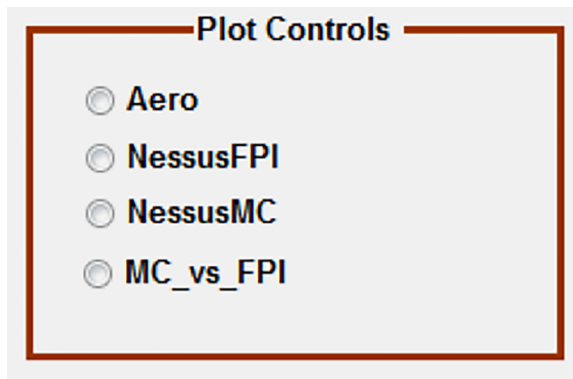 Plot Controls
Aero
NessusFPI
NessusMC
MC_vs_FPI